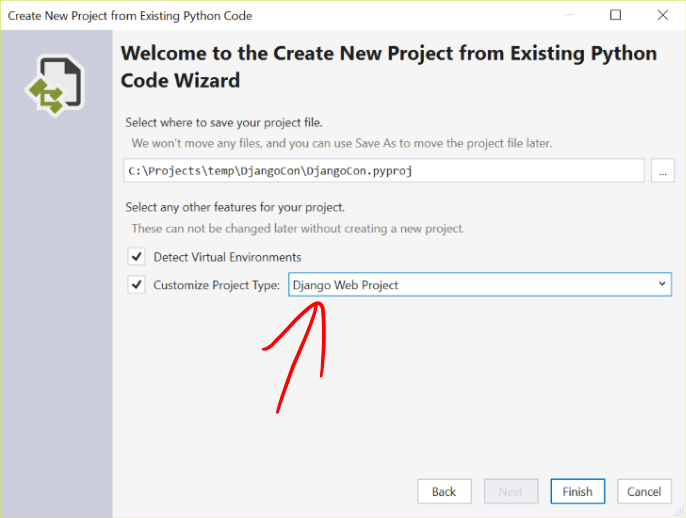 Create New Project from Existing Python Code
Welcome to the Create New Project from Existing Python
Code Wizard
Select where to save your project file.
We won't move any files, and you can use Save As to move the project file later.
C:\Projects\temp\DjangoCon\DjangoCon.pyproj
...
Select any other features for your project.
These can not be changed later without creating a new project.
Detect Virtual Environments
Customize Project Type: Django Web Project
Back Next Finish Cancel